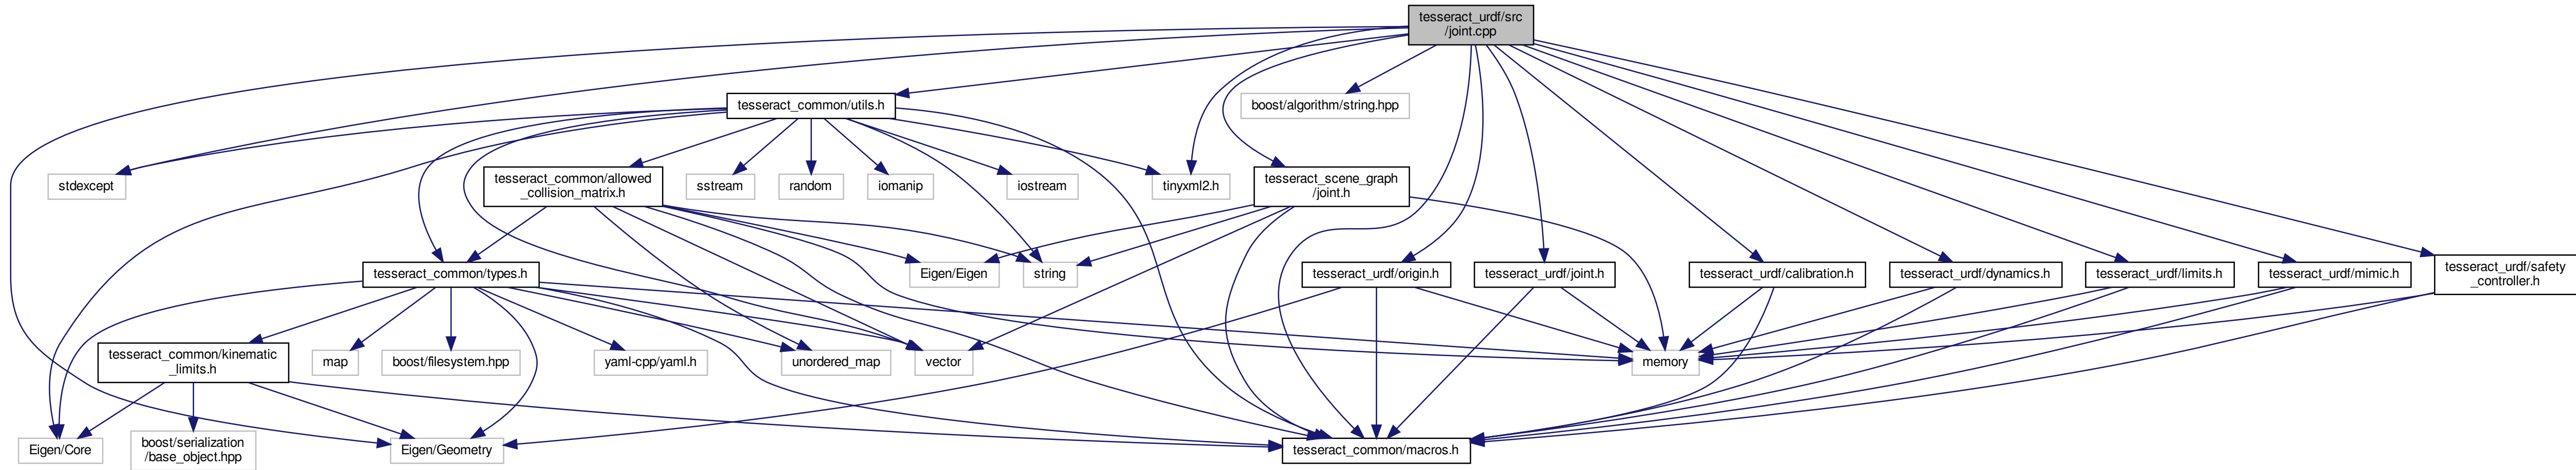 tesseract_urdf/src
/joint.cpp
tesseract_common/utils.h
boost/algorithm/string.hpp
stdexcept
tesseract_common/allowed
_collision_matrix.h
sstream
random
iomanip
iostream
tinyxml2.h
tesseract_scene_graph
/joint.h
tesseract_common/types.h
Eigen/Eigen
string
tesseract_urdf/origin.h
tesseract_urdf/joint.h
tesseract_urdf/calibration.h
tesseract_urdf/dynamics.h
tesseract_urdf/limits.h
tesseract_urdf/mimic.h
tesseract_urdf/safety
_controller.h
tesseract_common/kinematic
_limits.h
map
boost/filesystem.hpp
yaml-cpp/yaml.h
unordered_map
vector
memory
Eigen/Core
boost/serialization
/base_object.hpp
Eigen/Geometry
tesseract_common/macros.h